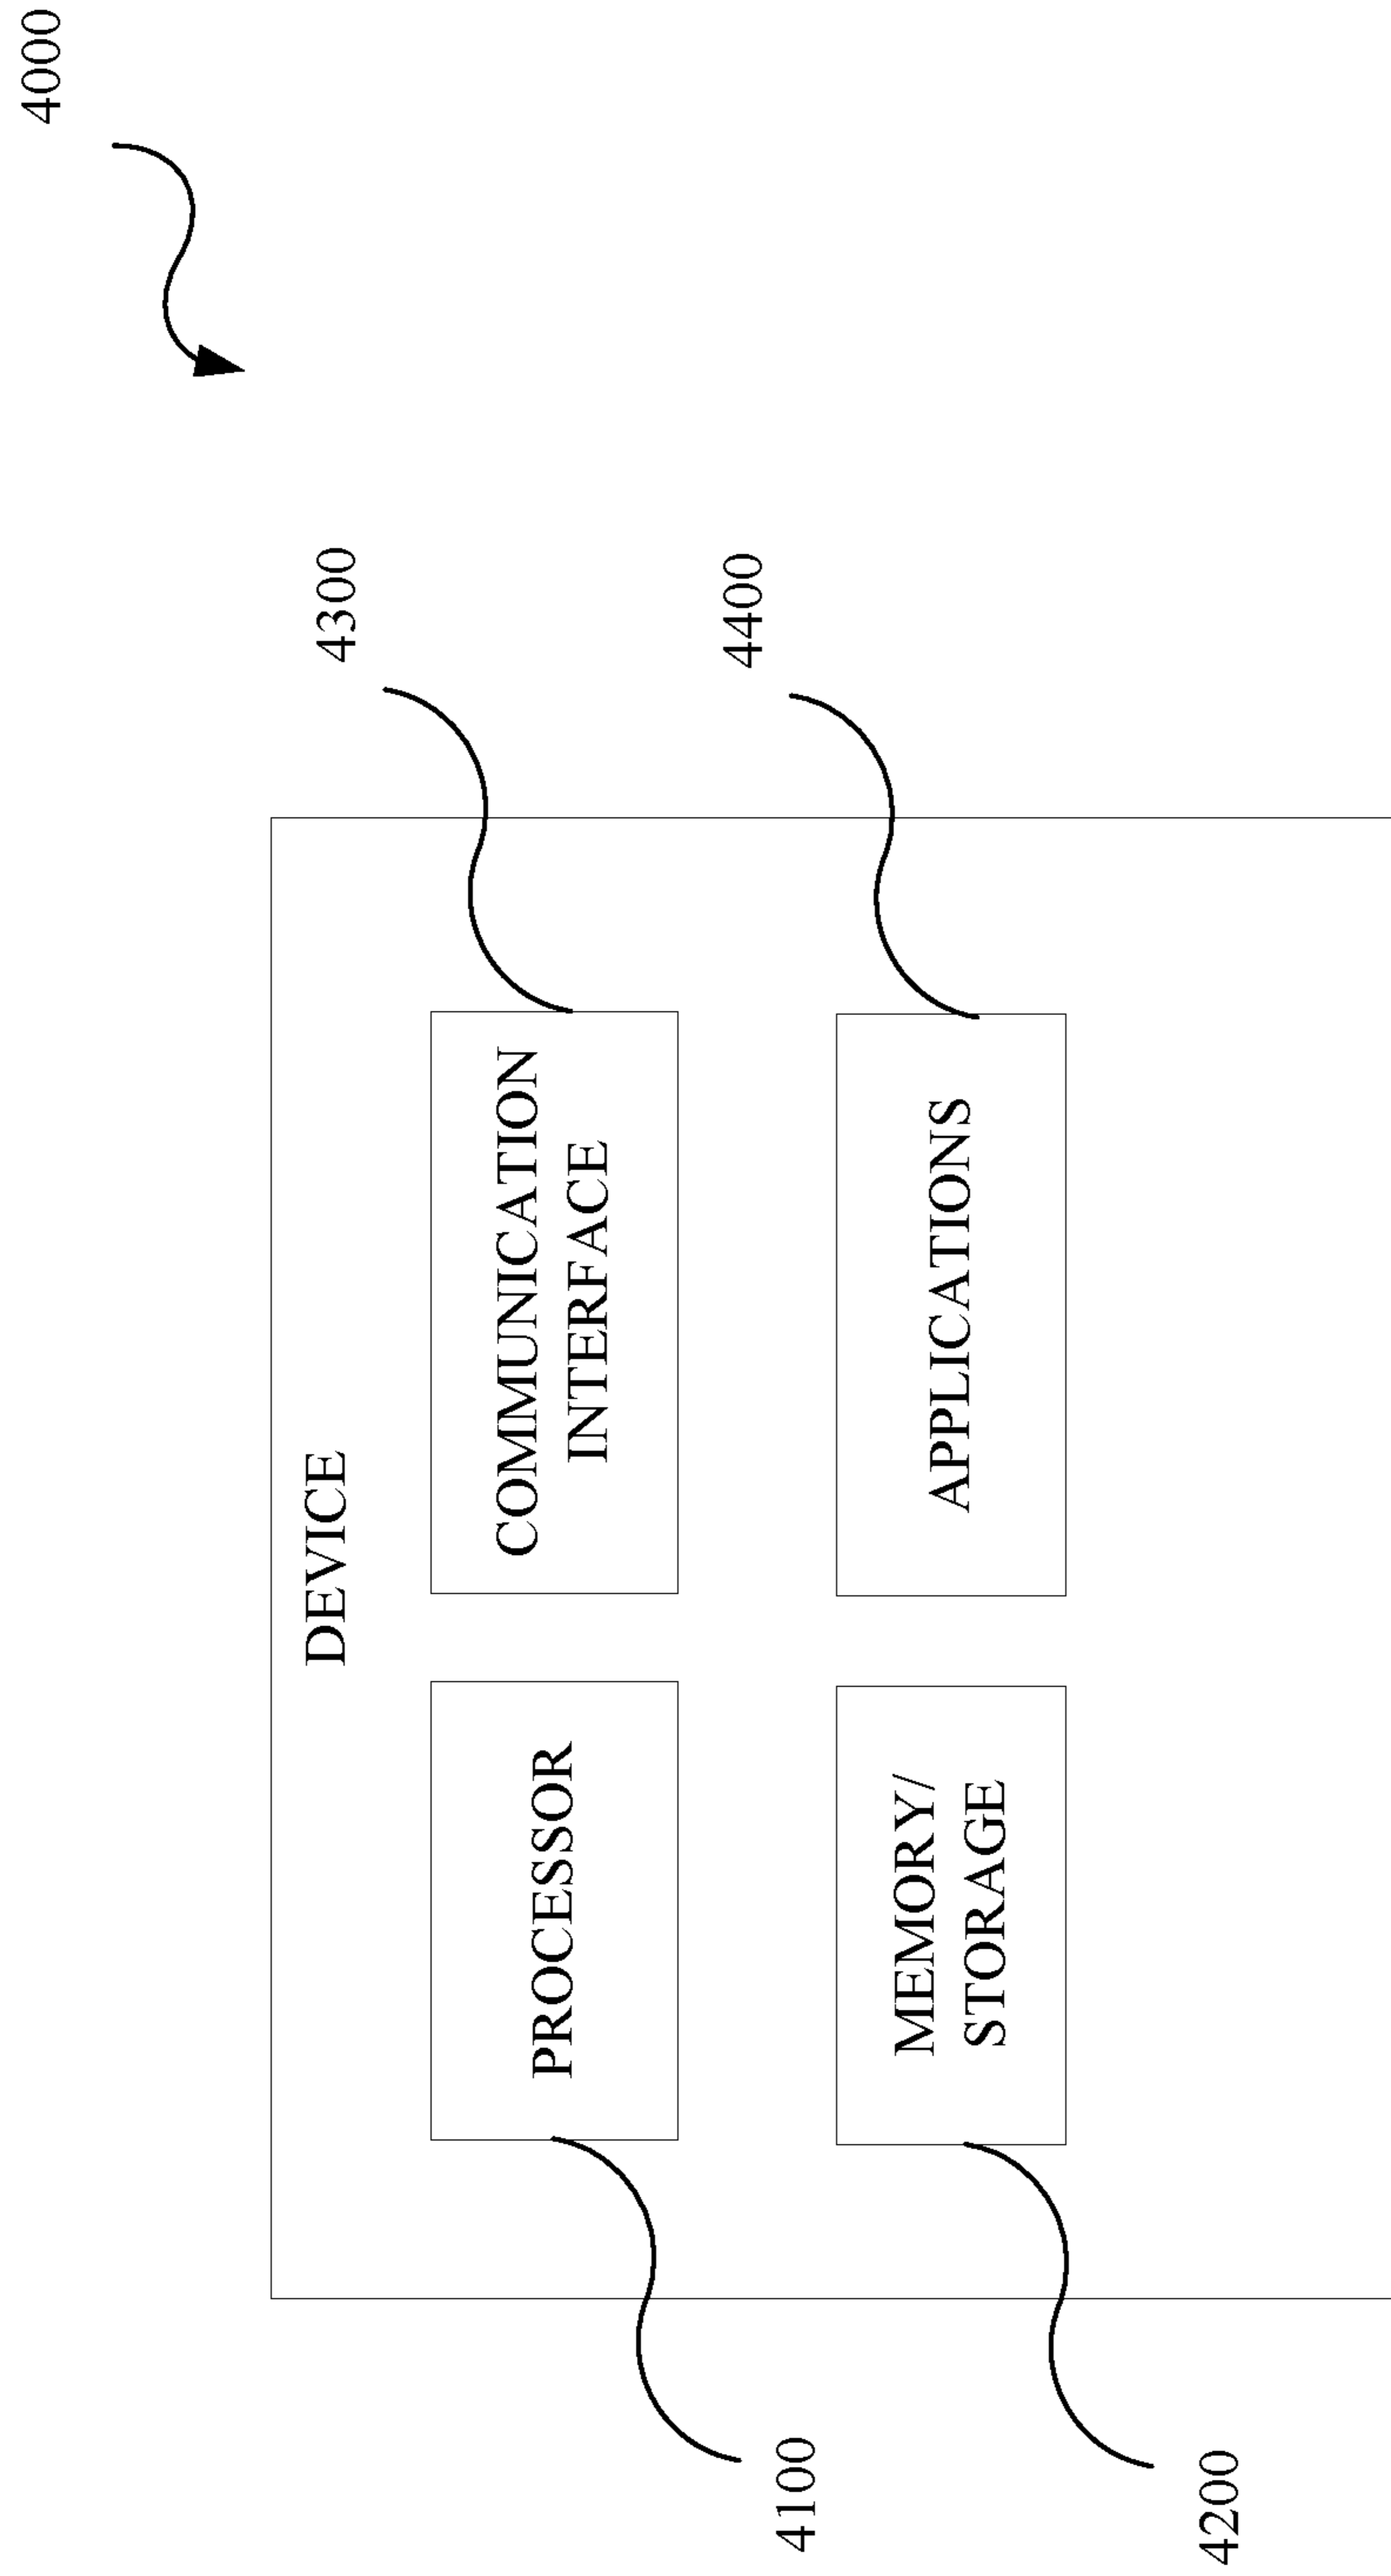 4000
DEVICE
4300
PROCESSOR
COMMUNICATION
INTERFACE
4100
4400
MEMORY/
STORAGE
APPLICATIONS
4200